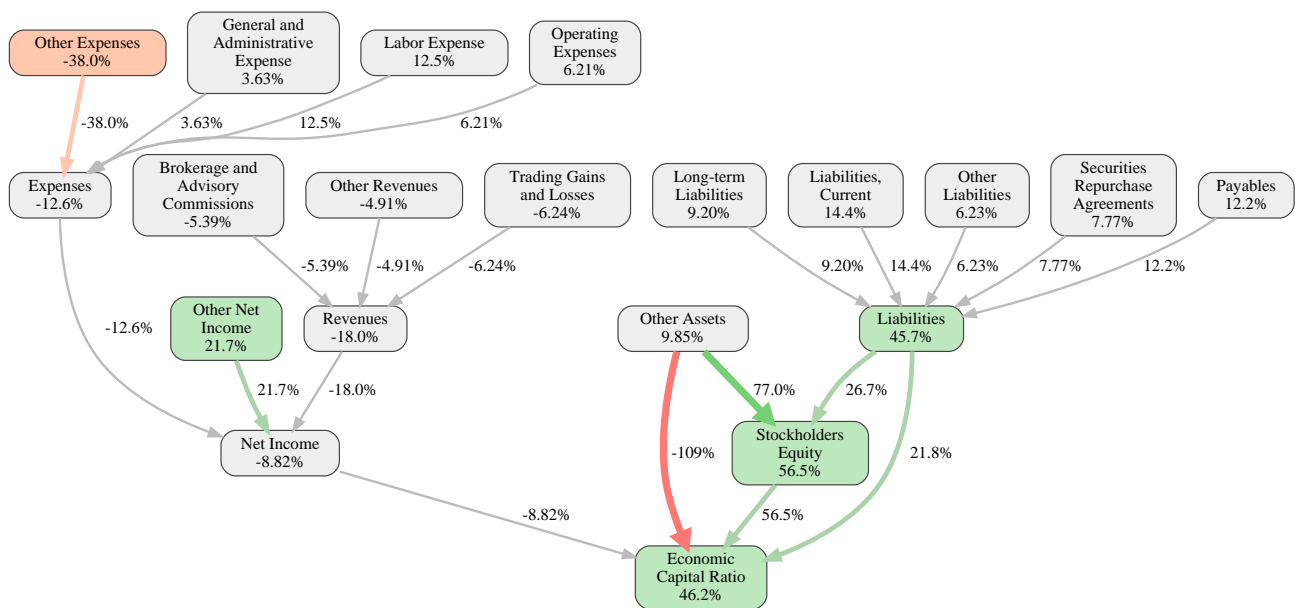 Other Expenses
-38.0%
General and
Administrative
Expense
3.63%
Labor Expense
12.5%
Operating
Expenses
6.21%
-38.0%
3.63%
12.5%
6.21%
Expenses
-12.6%
Brokerage and
Advisory
Commissions
-5.39%
Other Revenues
-4.91%
Trading Gains
and Losses
-6.24%
Long-term
Liabilities
9.20%
Liabilities,
Current
14.4%
Other
Liabilities
6.23%
Securities
Repurchase
Agreements
7.77%
Payables
12.2%
-5.39%
-4.91%
-6.24%
9.20%
14.4%
6.23%
7.77%
12.2%
-12.6%
Other Net
Income
21.7%
Revenues
-18.0%
Other Assets
9.85%
Liabilities
45.7%
21.7%
-18.0%
77.0%
26.7%
Net Income
-8.82%
-109%
Stockholders
Equity
56.5%
21.8%
-8.82%
56.5%
Economic
Capital Ratio
46.2%